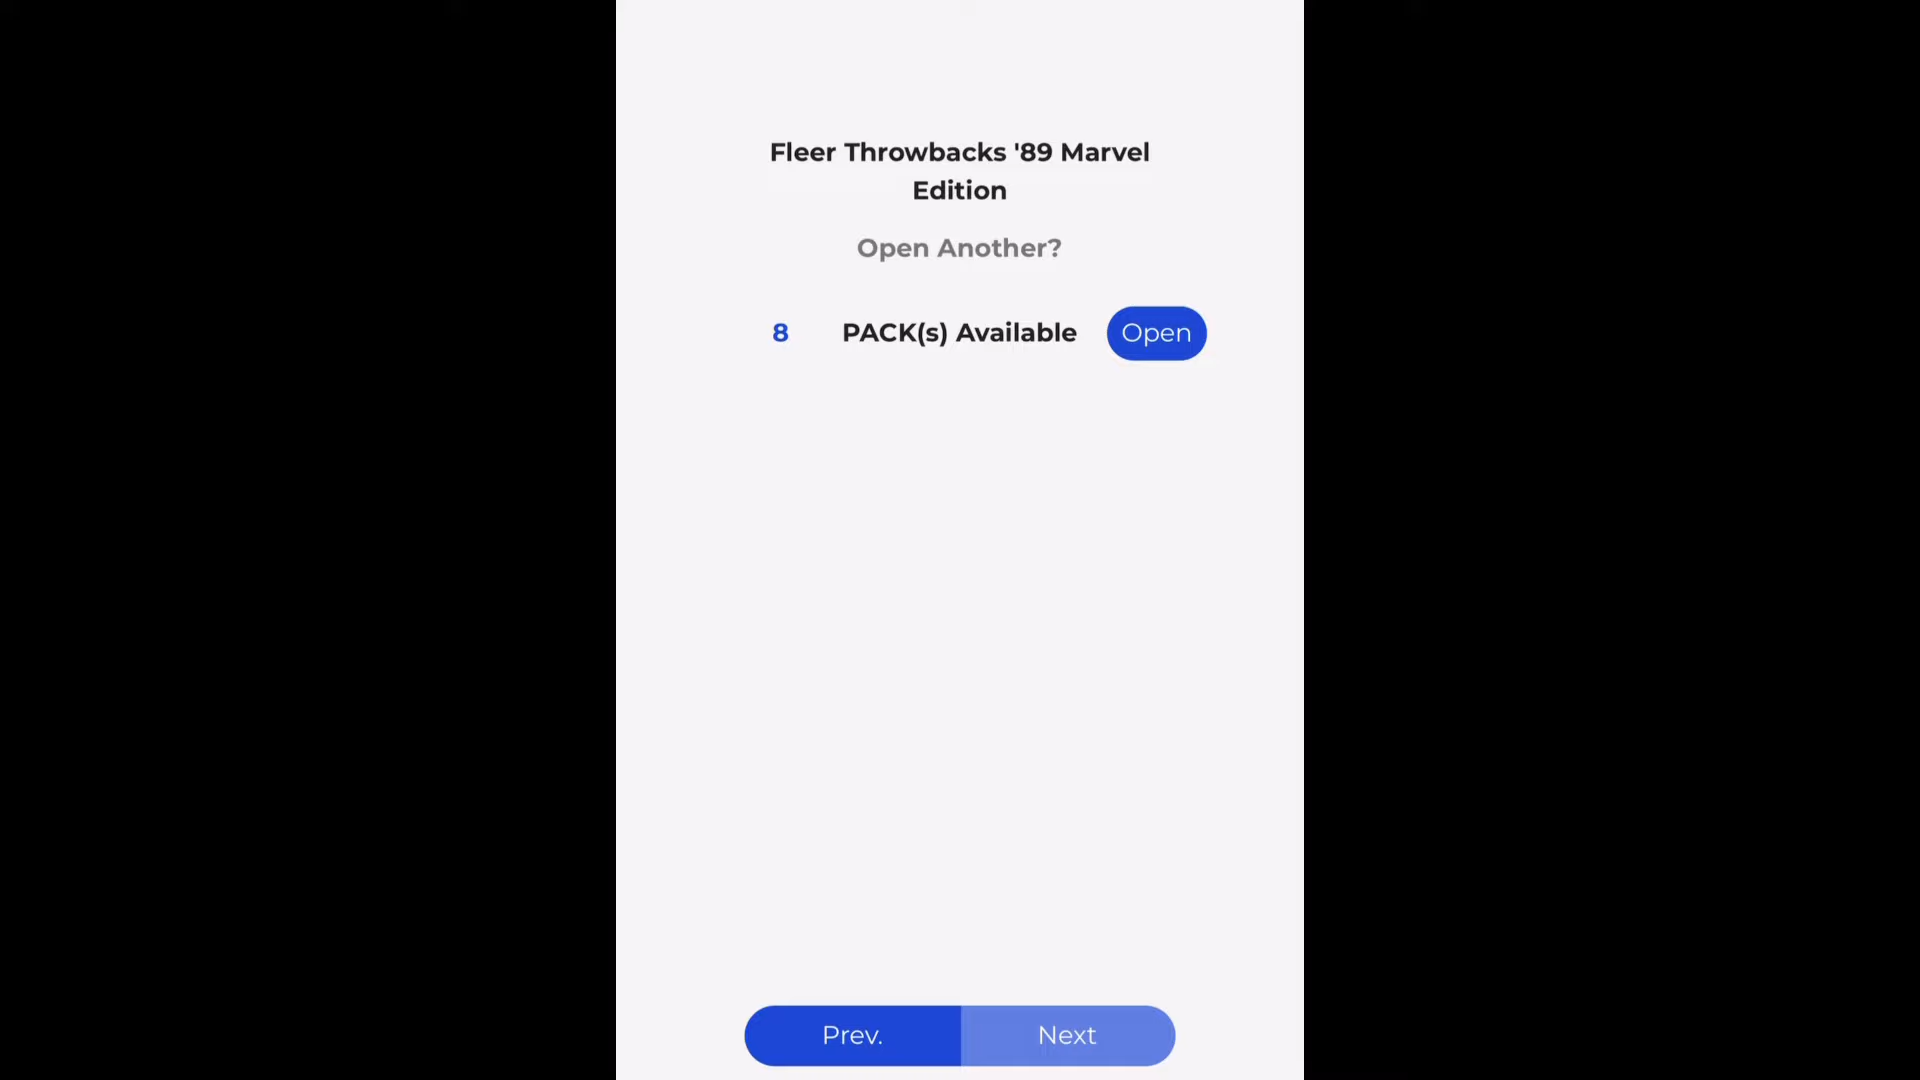 Fleer Throwbacks '89 Marvel
Edition
Open Another?
8 PACK(s) Available Open
Prev. Next